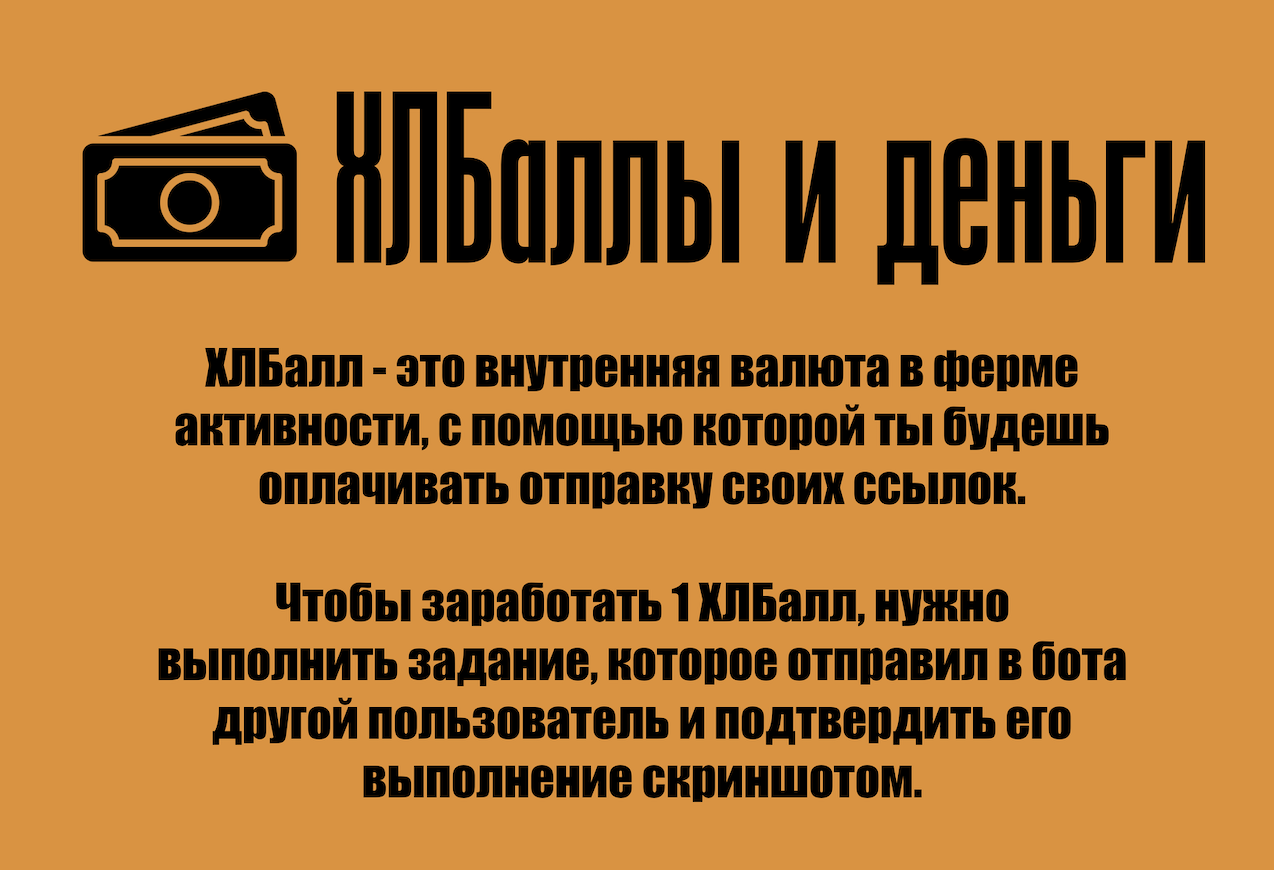 ХЛБаллы и деньги
ХЛБалл - это внутренняя валюта в ферме
активности, с помощью которой ты будешь
оплачивать отправку своих ссылок.
Чтобы заработать 1 ХЛБалл, нужно
выполнить задание, которое отправил в бота
другой пользователь и подтвердить его
выполнение скриншотом.